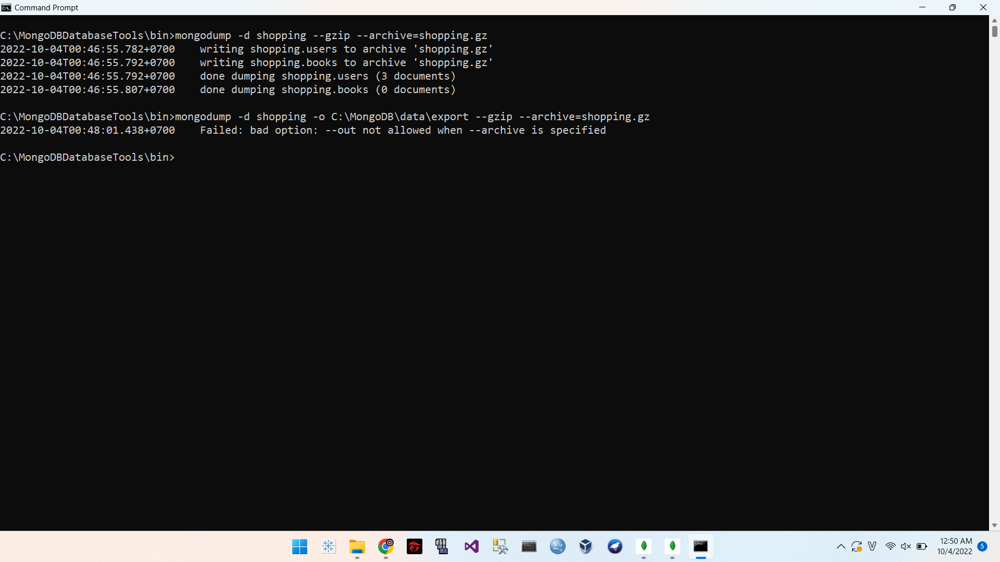 Command Prompt
C:\MongoDBDatabaseTools\bin>mongodump -d shopping --gzip --archive=shopping.gz
2022-10-04T00:46:55.782+0700    writing shopping.users to archive 'shopping.gz'
2022-10-04T00:46:55.792+0700    writing shopping.books to archive 'shopping.gz'
2022-10-04T00:46:55.792+0700    done dumping shopping.users (3 documents)
2022-10-04T00:46:55.807+0700    done dumping shopping.books (0 documents)
C:\MongoDBDatabaseTools\bin>mongodump -d shopping -o C:\MongoDB\data\export --gzip --archive=shopping.gz
2022-10-04T00:48:01.438+0700    Failed: bad option: --out not allowed when --archive is specified
C:\MongoDBDatabaseTools\bin>
12:50 AM
10/4/2022
5